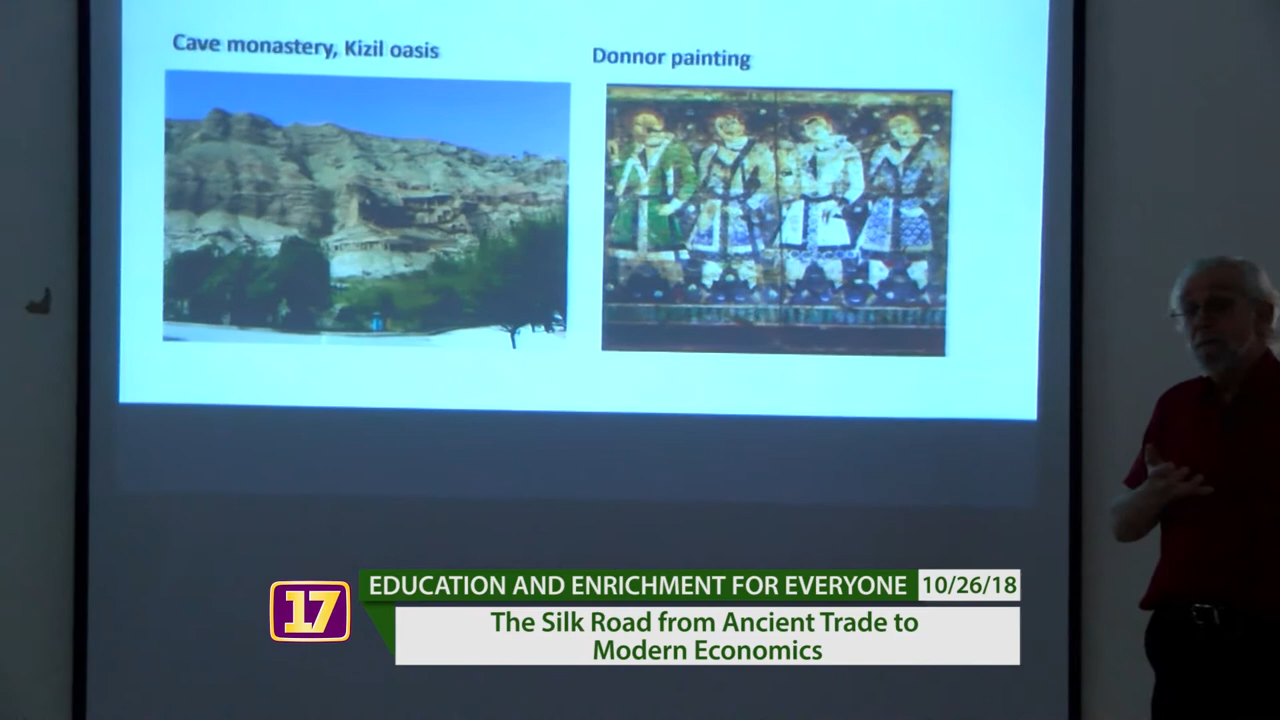 Cave monastery, Kizil oasis
Donnor painting
17
EDUCATION AND ENRICHMENT FOR EVERYONE
10/26/18
The Silk Road from Ancient Trade to
Modern Economics